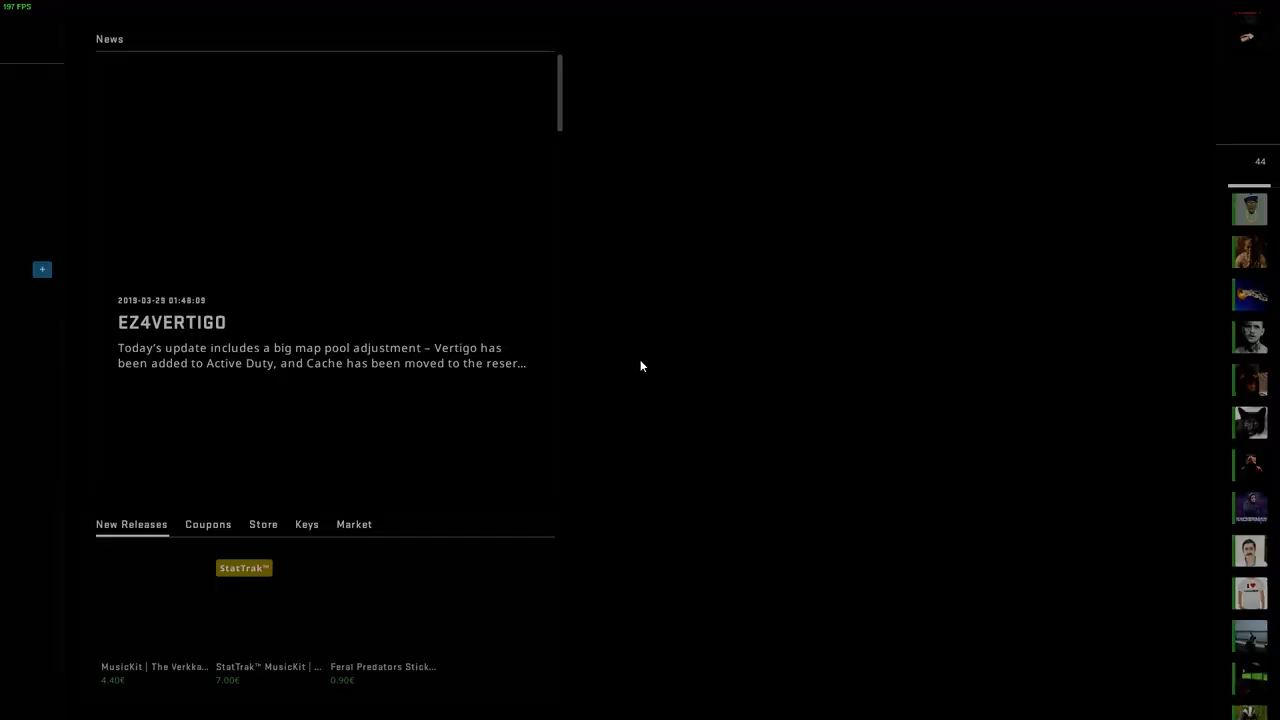 197 FPS
News
44
+
2019-03-29 01:46:09
EZ4VERTIGO
Today's update includes a big map pool adjustment – Vertigo has
been added to Active Duty, and Cache has been moved to the reser...
New Releases Coupons Store Keys Market
StatTrak™
MusicKit | The Verkka... StatTrak™ MusicKit | ... Feral Predators Stick...
4.40€ 7.00€ 0.90€